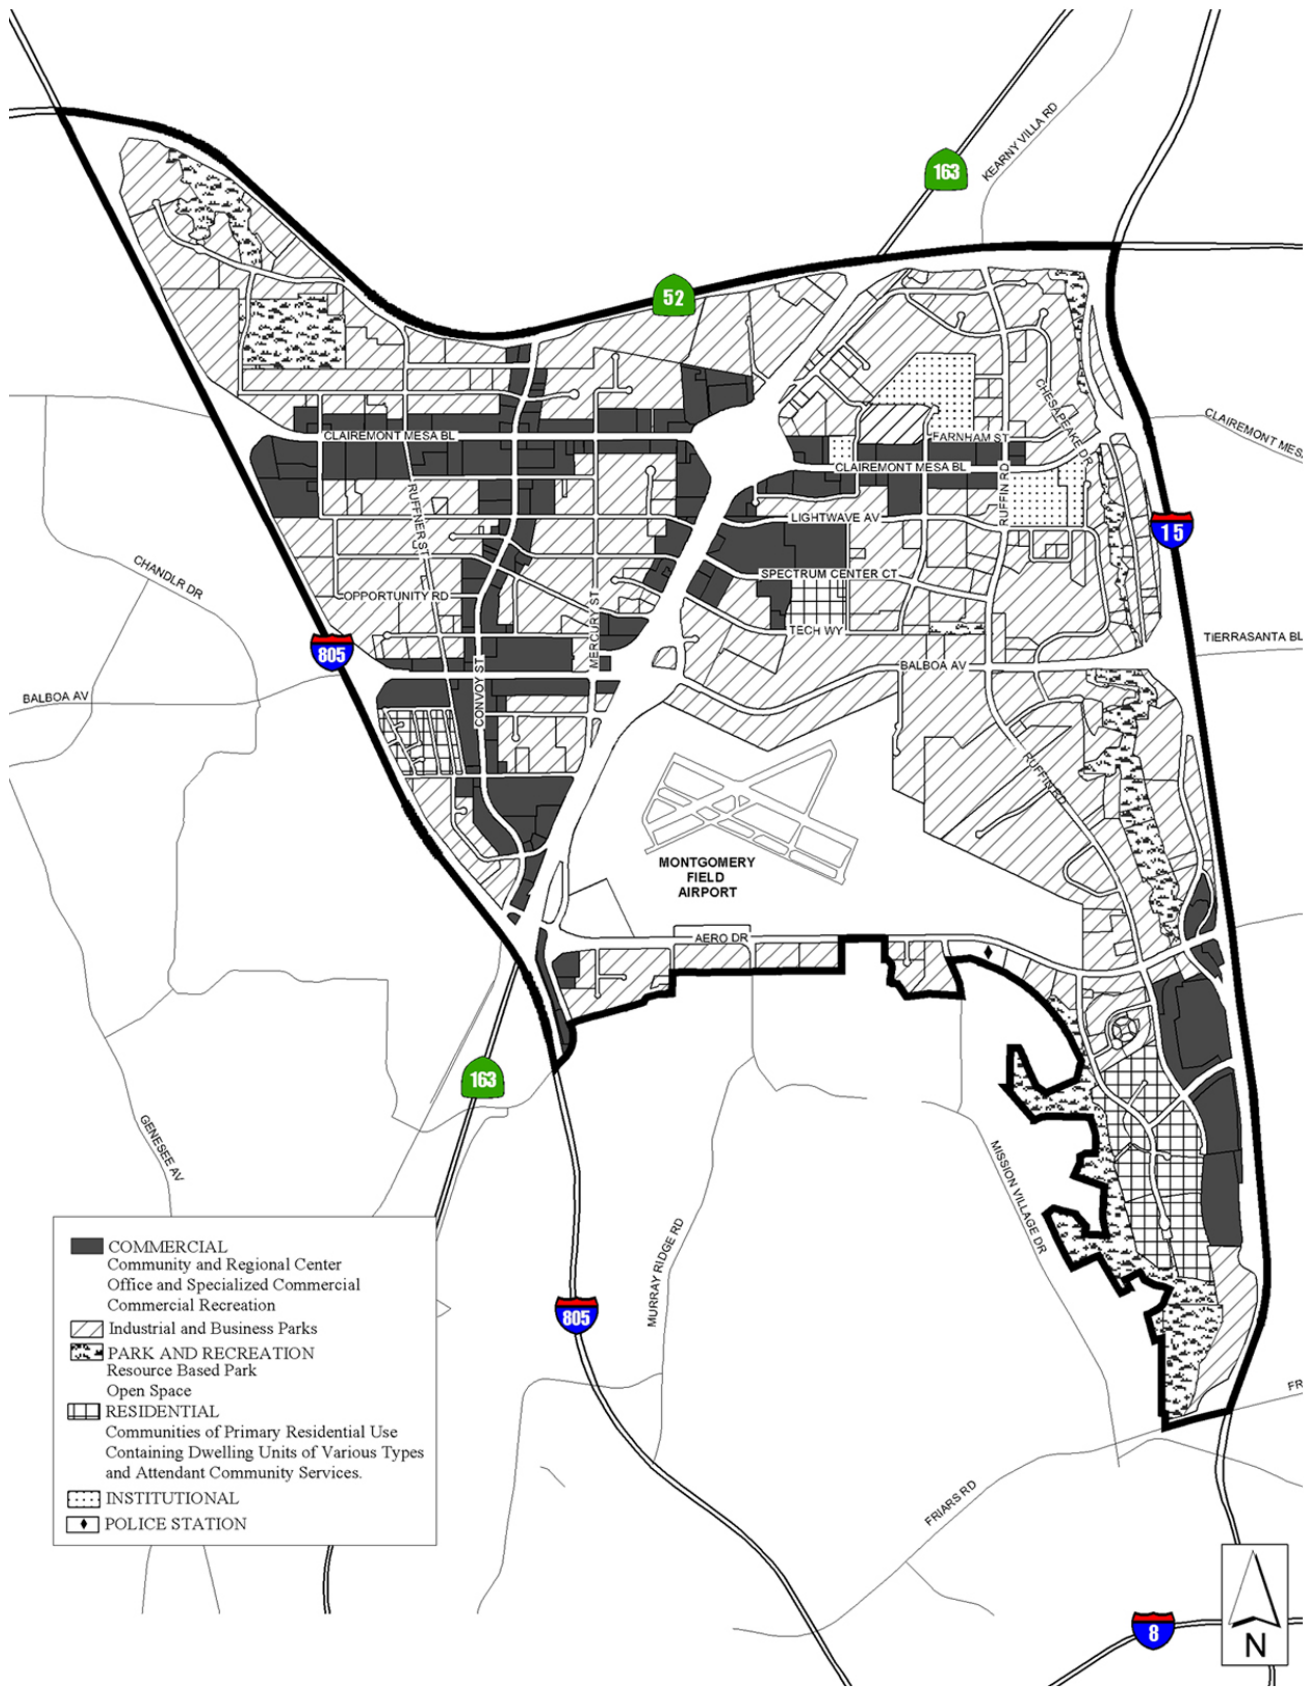 163
KEARNY VILLA RD
52
CLAIREMONT MESA BL
FARNHAM ST
CHESAPEAKE DR
CLAIREMONT MES
CLAIREMONT MESA BL
RUFFIN RD
RUFFNER ST
LIGHTWAVE AV
15
CHANDLR DR
SPECTRUM CENTER CT
OPPORTUNITY RD
MERCURY ST
TECH WY
805
TIERRASANTA BL
BALBOA AV
BALBOA AV
CONVOY ST
RUFFIN RD
MONTGOMERY
FIELD
AIRPORT
AERO DR
163
GENESEE AV
MISSION VILLAGE DR
MURRAY RIDGE RD
805
COMMERCIAL
Community and Regional Center
Office and Specialized Commercial
Commercial Recreation
Industrial and Business Parks
PARK AND RECREATION
Resource Based Park
Open Space
RESIDENTIAL
Communities of Primary Residential Use
Containing Dwelling Units of Various Types
and Attendant Community Services.
INSTITUTIONAL
POLICE STATION
FR
FRIARS RD
8
N